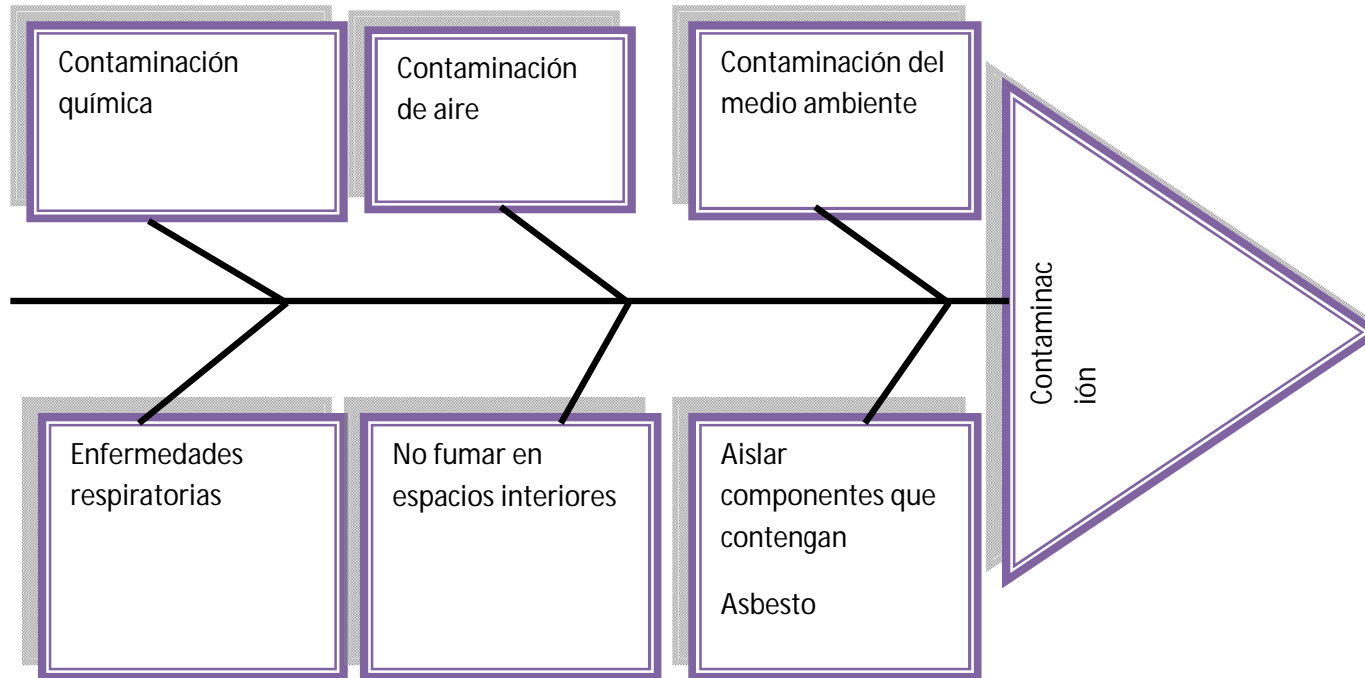 Contaminación
química
Contaminación
de aire
Contaminación del
medio ambiente
Contaminac
ión
Enfermedades
respiratorias
No fumar en
espacios interiores
Aislar
componentes que
contengan
Asbesto